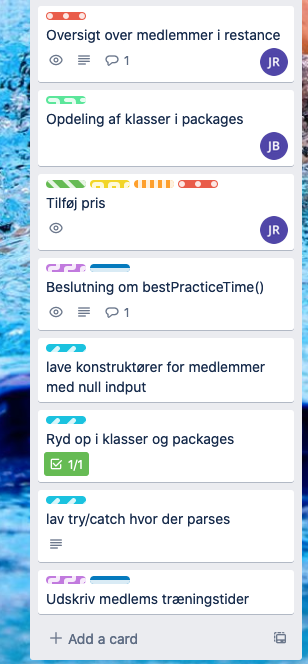 Oversigt over medlemmer i restance
1
JR
Opdeling af klasser i packages
JB
Tilføj pris
JR
Beslutning om bestPracticeTime()
1
lave konstruktører for medlemmer
med null indput
Ryd op i klasser og packages
1/1
lav try/catch hvor der parses
Udskriv medlems træningstider
Add a card